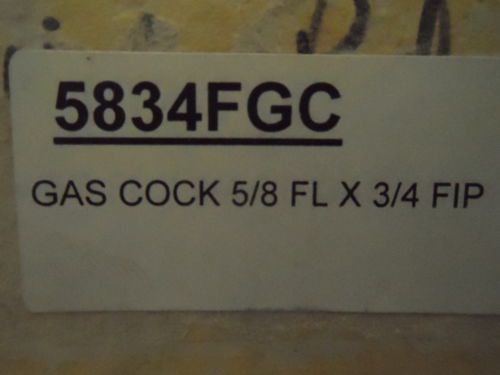 5834FGC
GAS COCK 5/8 FL X 3/4 FIP